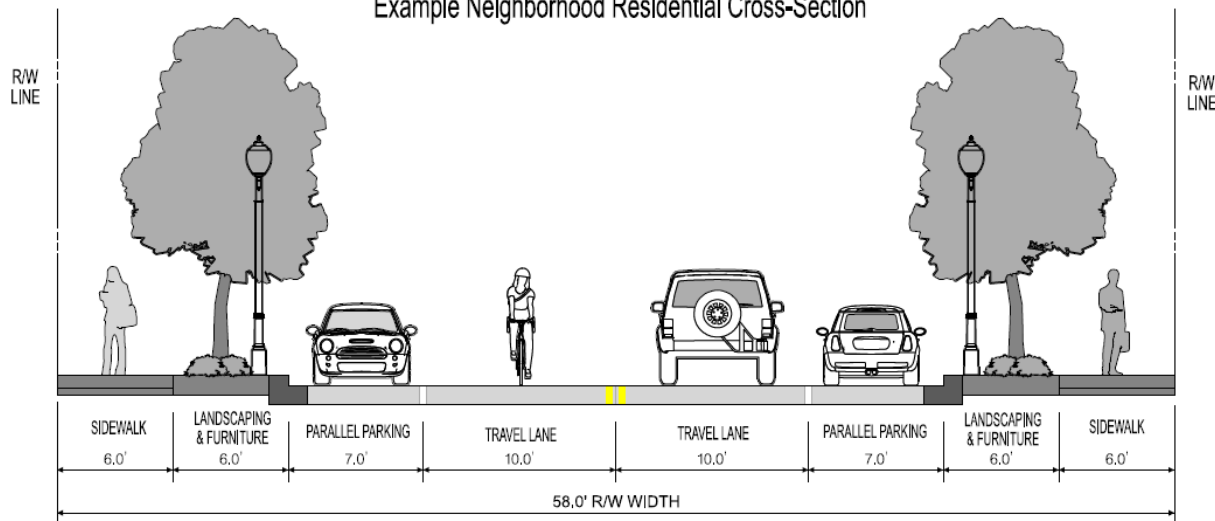 Example Neighborhood Residential Cross-Section
R/W
LINE
R/W
LINE
SIDEWALK
6.0'
LANDSCAPING
& FURNITURE
6.0'
PARALLEL PARKING
7.0'
TRAVEL LANE
10.0'
TRAVEL LANE
10.0'
PARALLEL PARKING
7.0'
LANDSCAPING
& FURNITURE
6.0'
SIDEWALK
6.0'
58.0' R/W WIDTH